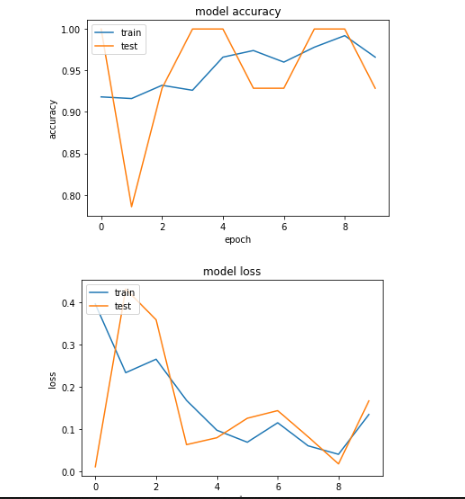 model accuracy
1.00
train
test
0.95
0.90
accuracy
0.85
0.80
0 2 4 6 8
epoch
model loss
train
0.4
test
0.3
loss
0.2
0.1
0.0
0 2 4 6 8